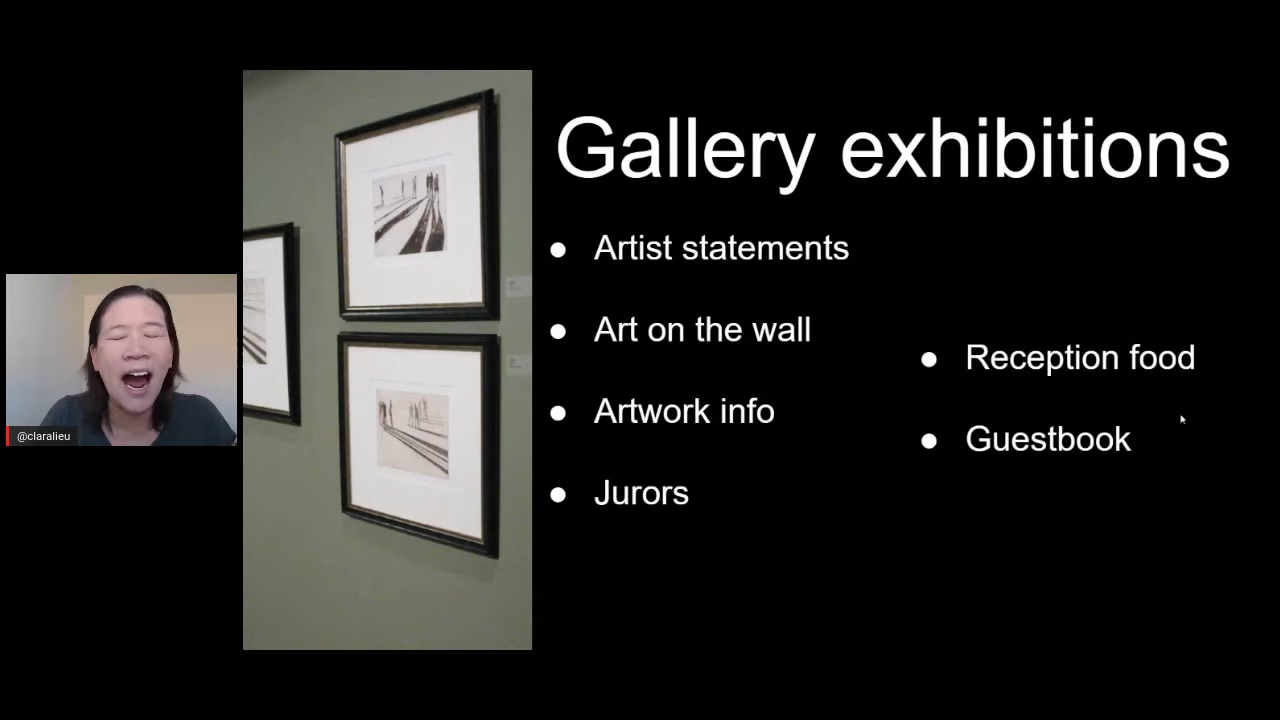 Gallery exhibitions
● Artist statements
● Art on the wall
● Artwork info
● Jurors
● Reception food
● Guestbook
@claralieu